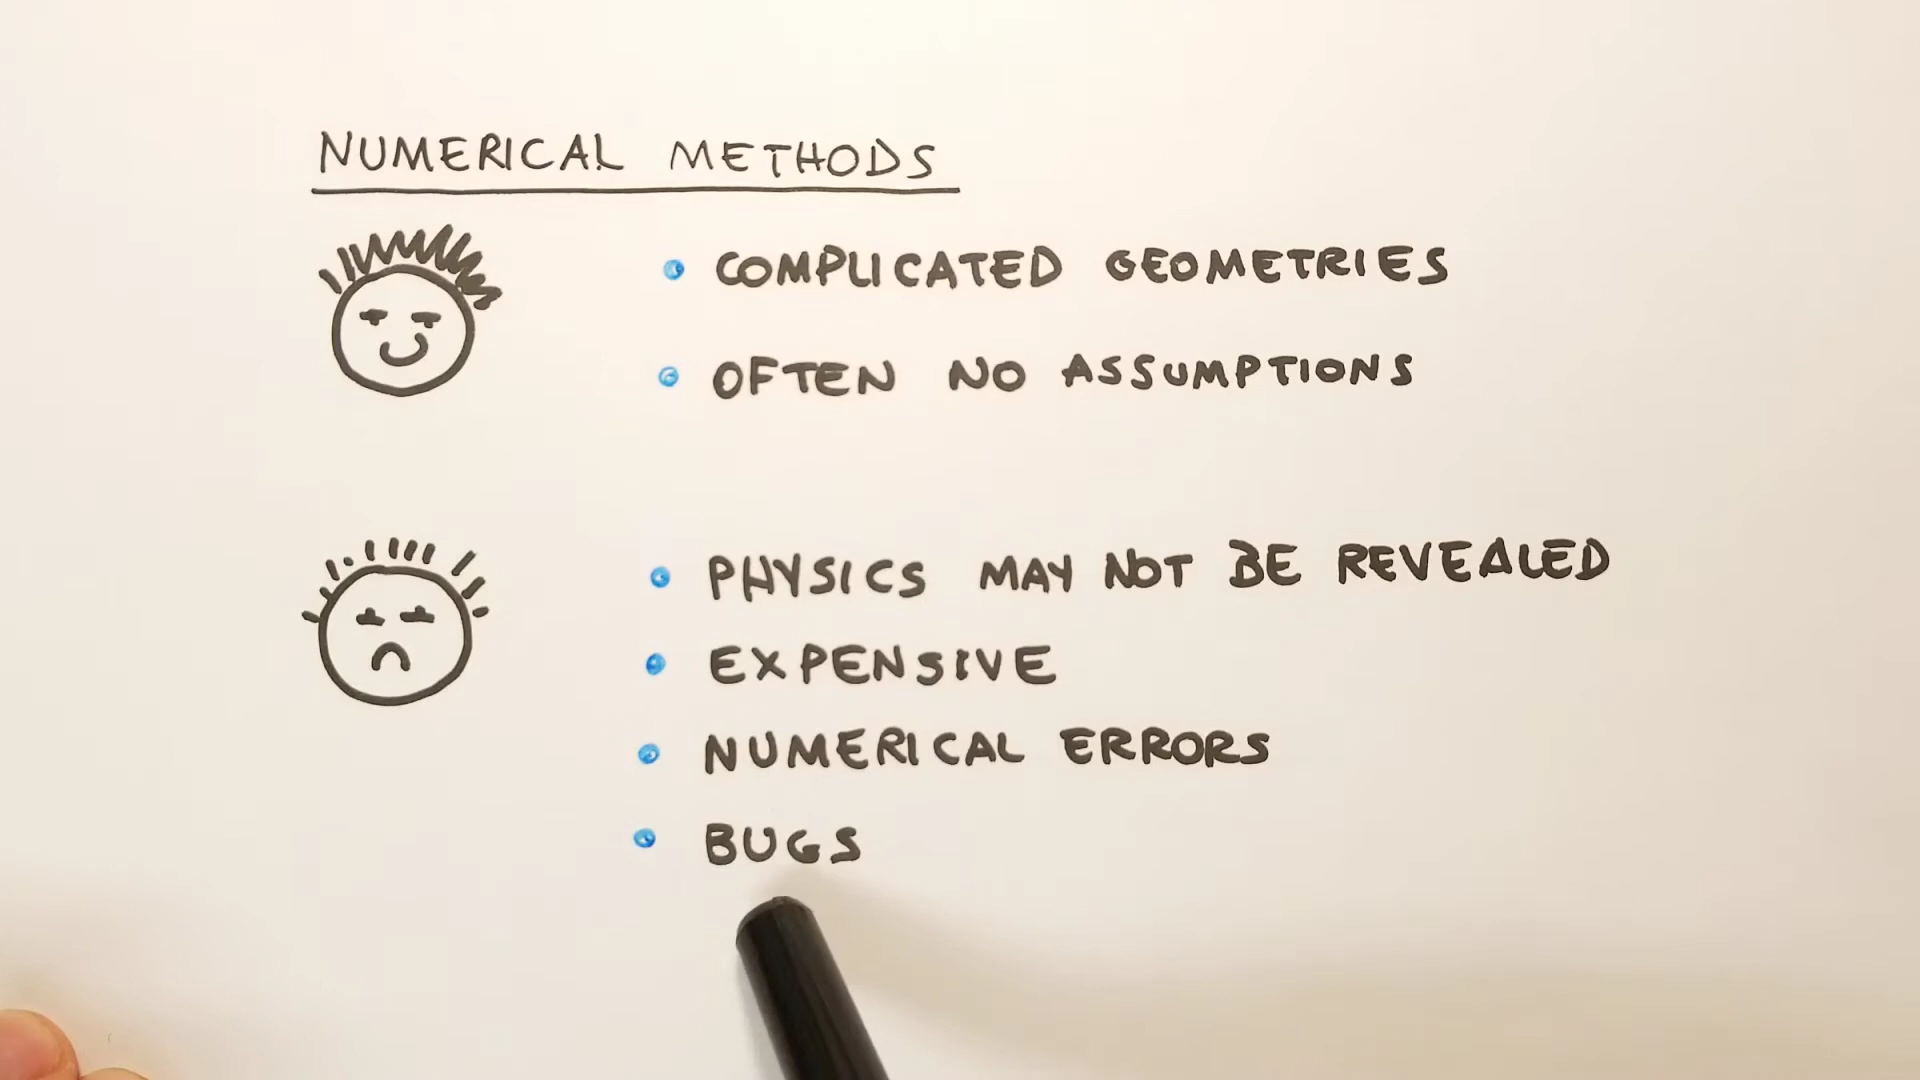 NUMERICAL METHODS
• COMPLICATED GEOMETRIES
• OFTEN NO ASSUMPTIONS
• PHYSICS MAY NOT BE REVEALED
• EXPENSIVE
• NUMERICAL ERRORS
• BUGS